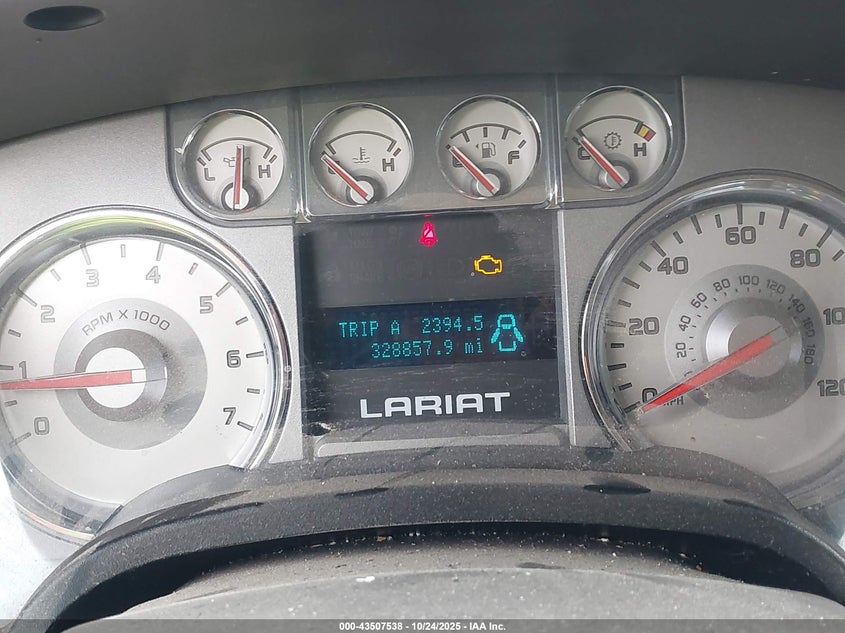 L H
H
F
C H
1 2 3 4 5 6 7
0
RPM X 1000
TRIP A 2394.5
328857.9 mi
LARIAT
0 20 40 60 80 100 120
MPH
20 40 60 80 100 120 140 160 180
000-43507538 - 10/24/2025 - IAA Inc.